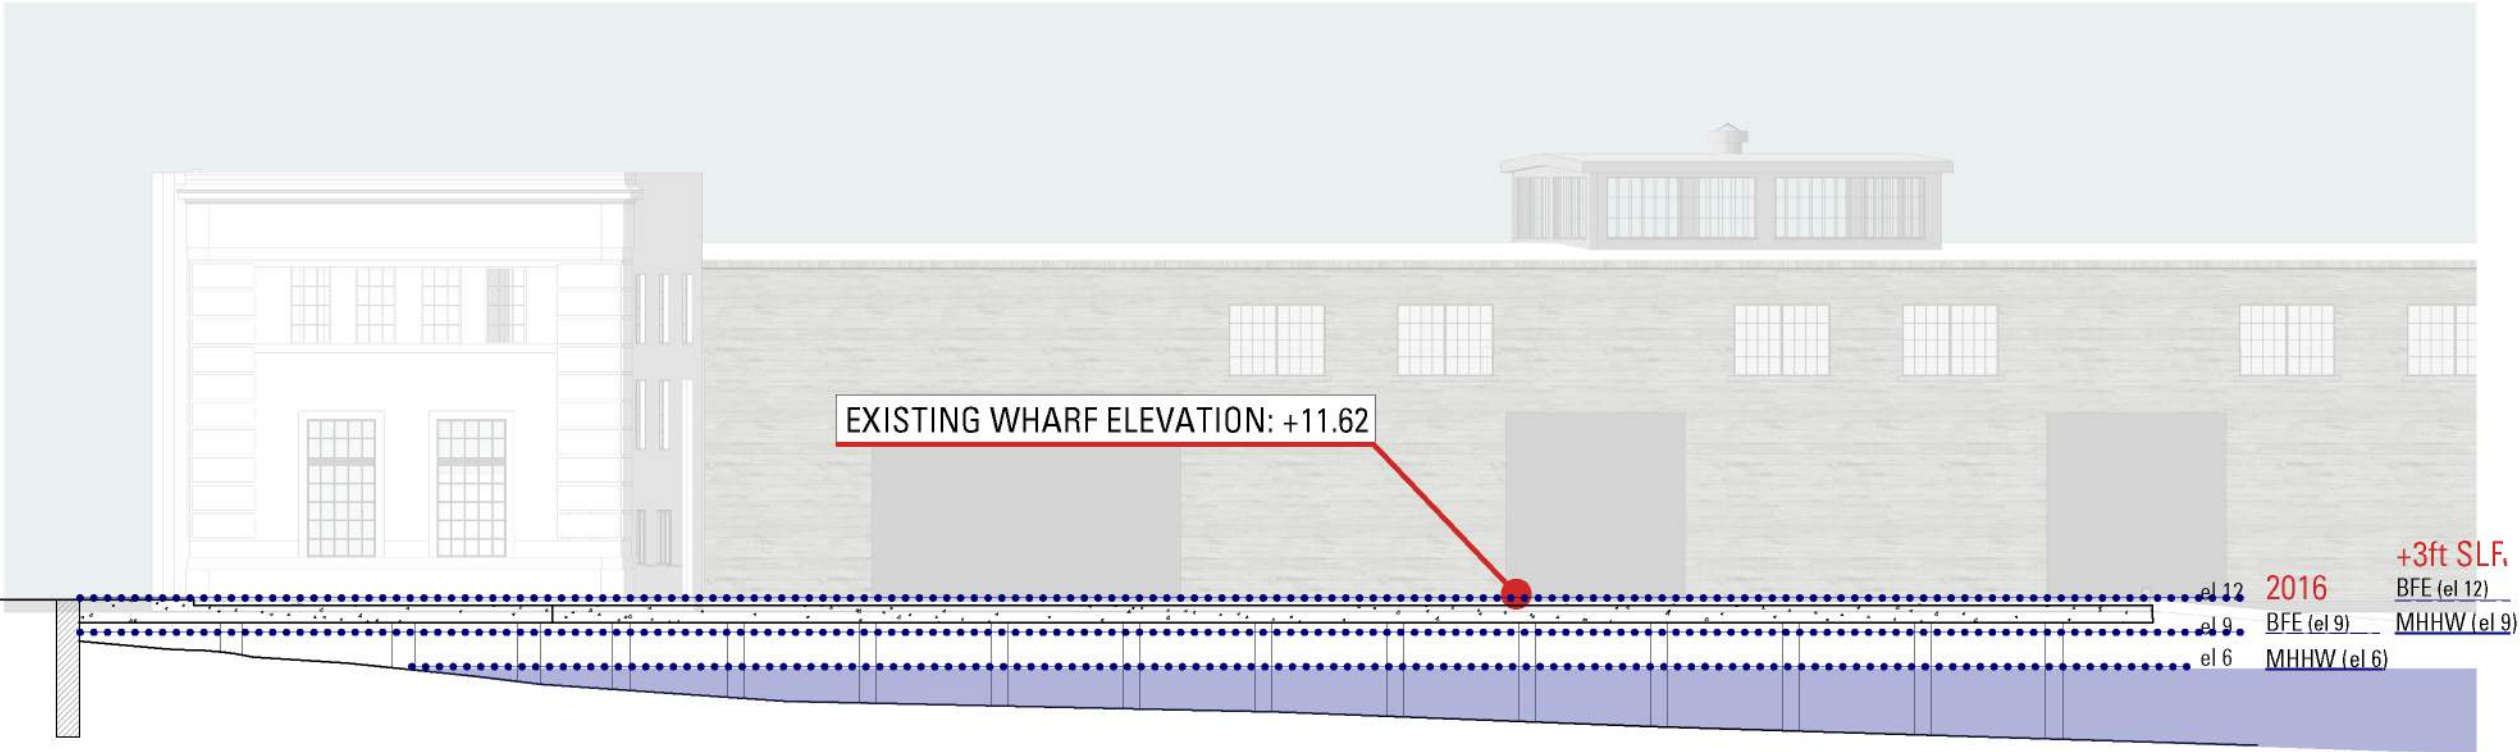 EXISTING WHARF ELEVATION: +11.62
+3ft SLR
el 12 2016 BFE (el 12)
el 9 BFE (el 9) MHHW (el 9)
el 6 MHHW (el 6)